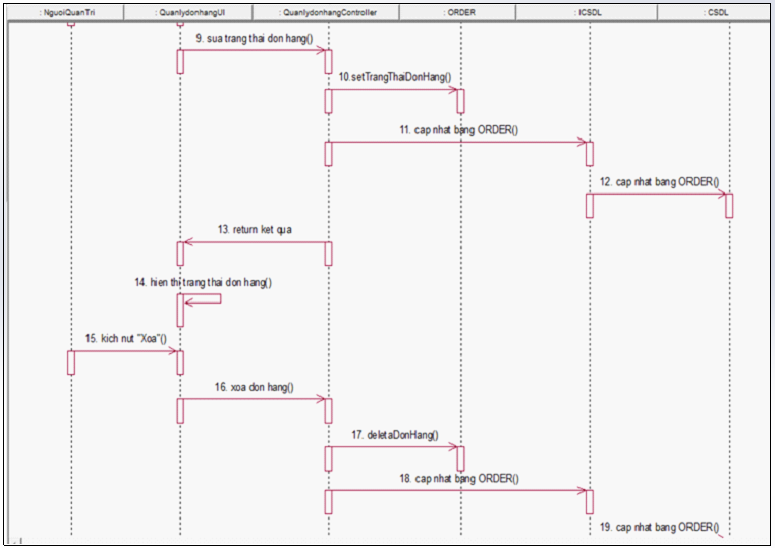 : NguoiQuanTri : QuanlydonhangUI : QuanlydonhangController : ORDER : IICSDL : CSDL
9. sua trang thai don hang()
10.setTrangThaiDonHang()
11. cap nhat bang ORDER()
12. cap nhat bang ORDER()
13. return ket qua
14. hien thi trang thai don hang()
15. kich nut "Xoa"()
16. xoa don hang()
17. deletaDonHang()
18. cap nhat bang ORDER()
19. cap nhat bang ORDER()